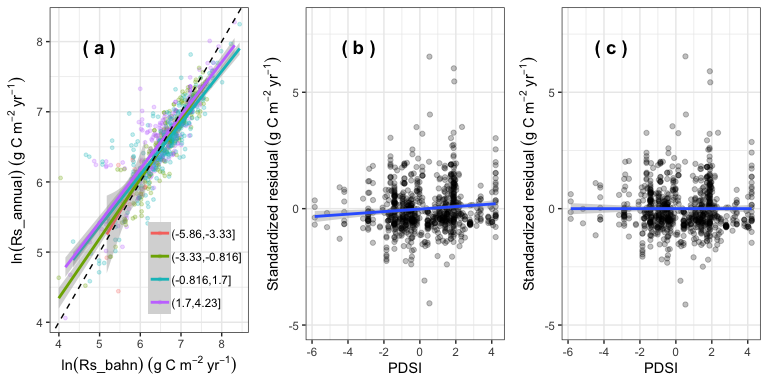 ( a )
ln(Rs_annual) (g C m⁻² yr⁻¹)
8
7
6
5
4
(-5.86,-3.33]
(-3.33,-0.816]
(-0.816,1.7]
(1.7,4.23]
4 5 6 7 8
ln(Rs_bahn) (g C m⁻² yr⁻¹)
( b )
Standardized residual (g C m⁻² yr⁻¹)
5
0
-5
-6 -4 -2 0 2 4
PDSI
( c )
Standardized residual (g C m⁻² yr⁻¹)
5
0
-5
-6 -4 -2 0 2 4
PDSI